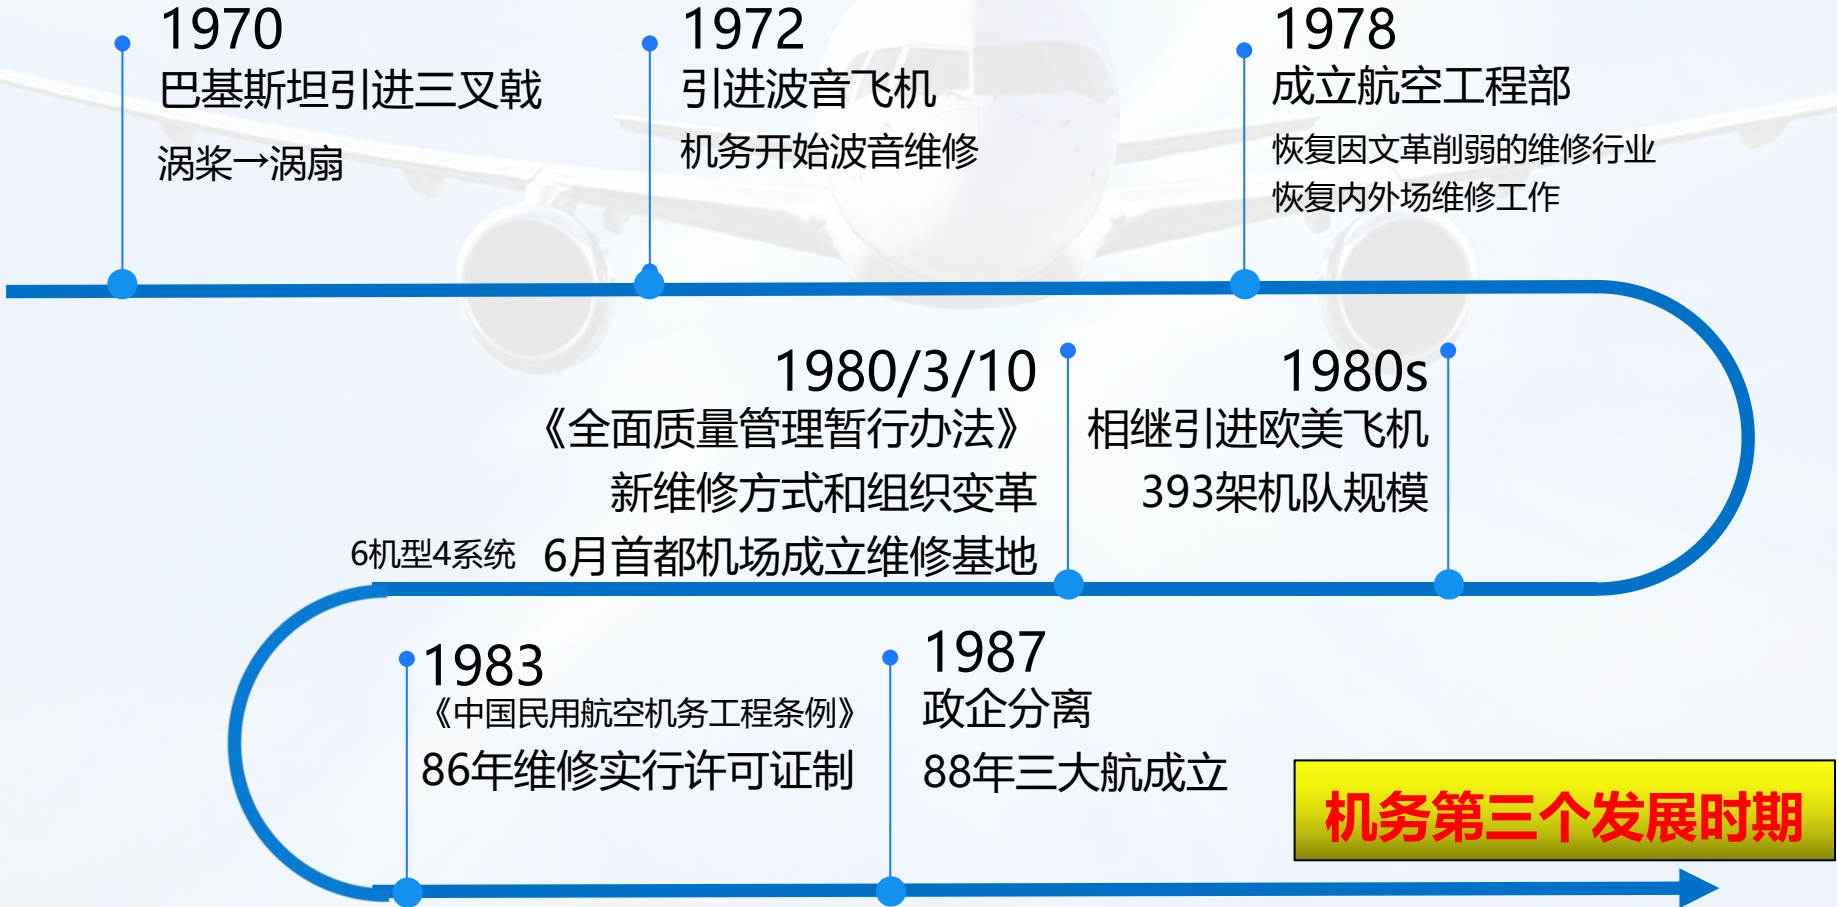 1970
巴基斯坦引进三叉戟
涡桨→涡扇
1972
引进波音飞机
机务开始波音维修
1978
成立航空工程部
恢复因文革削弱的维修行业
恢复内外场维修工作
1980s
相继引进欧美飞机
393架机队规模
1980/3/10
《全面质量管理暂行办法》
新维修方式和组织变革
6月首都机场成立维修基地
6机型4系统
1983
《中国民用航空机务工程条例》
86年维修实行许可证制
1987
政企分离
88年三大航成立
机务第三个发展时期